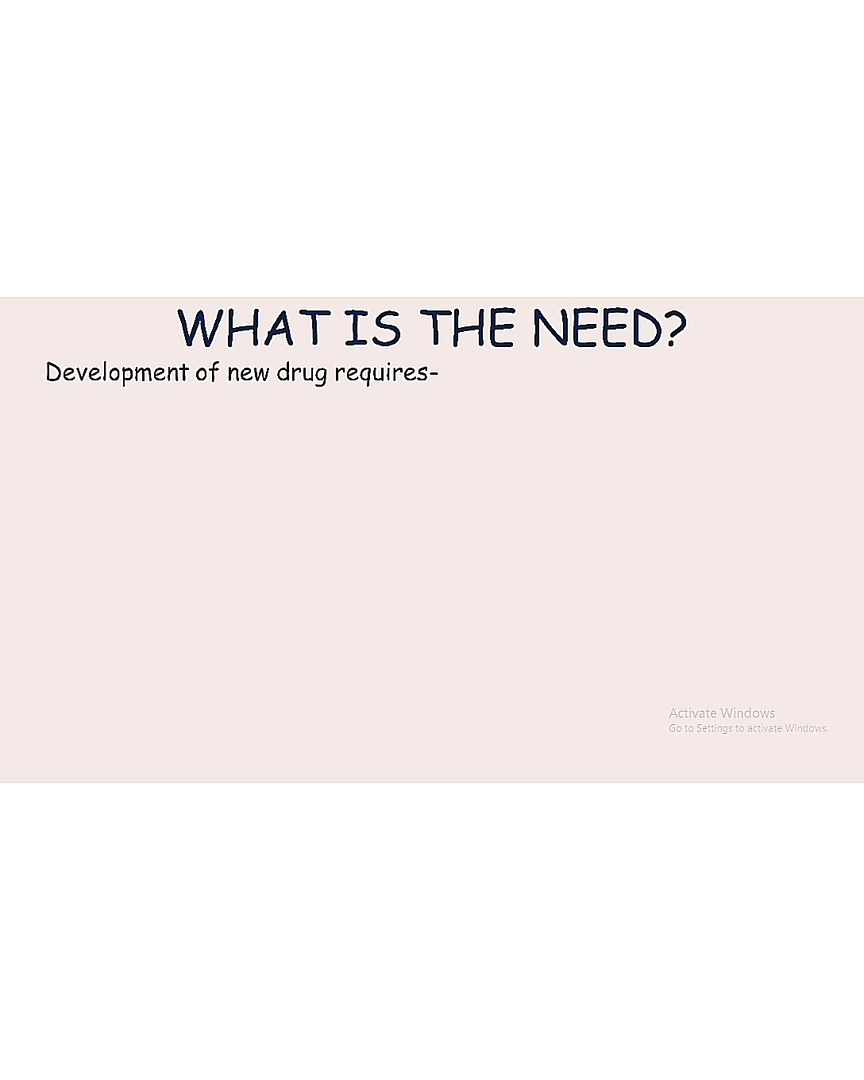 WHAT IS THE NEED?
Development of new drug requires-
Activate Windows
Go to Settings to activate Windows.